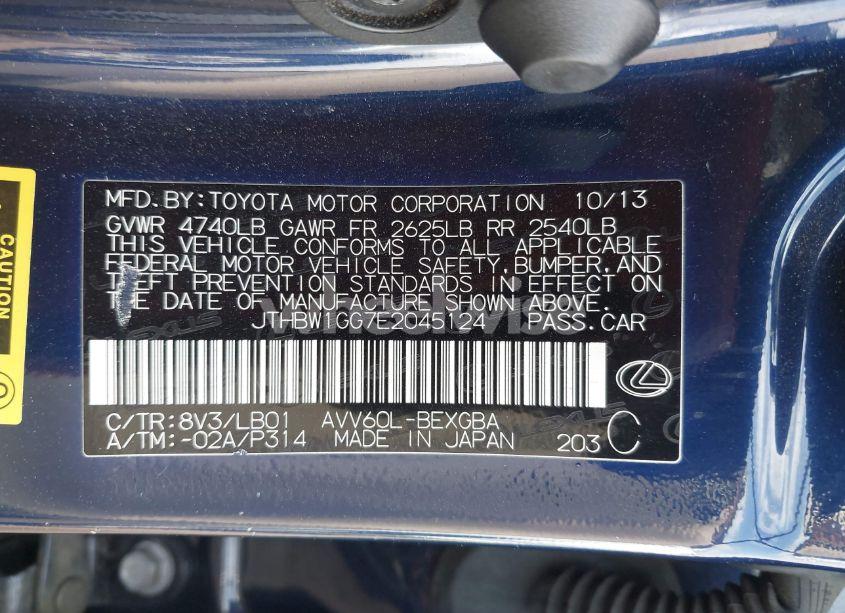 MFD.BY:TOYOTA MOTOR CORPORATION 10/13
GVWR 4740LB GAWR FR 2625LB RR 2540LB
THIS VEHICLE CONFORMS TO ALL APPLICABLE
FEDERAL MOTOR VEHICLE SAFETY, BUMPER, AND
THEFT PREVENTION STANDARDS IN EFFECT ON
THE DATE OF MANUFACTURE SHOWN ABOVE.
JTHBW1GG7E2045124 PASS.CAR
C/TR:8V3/LB01 AVV60L-BEXGBA
A/TM:-02A/P314 MADE IN JAPAN 203 C
CAUTION